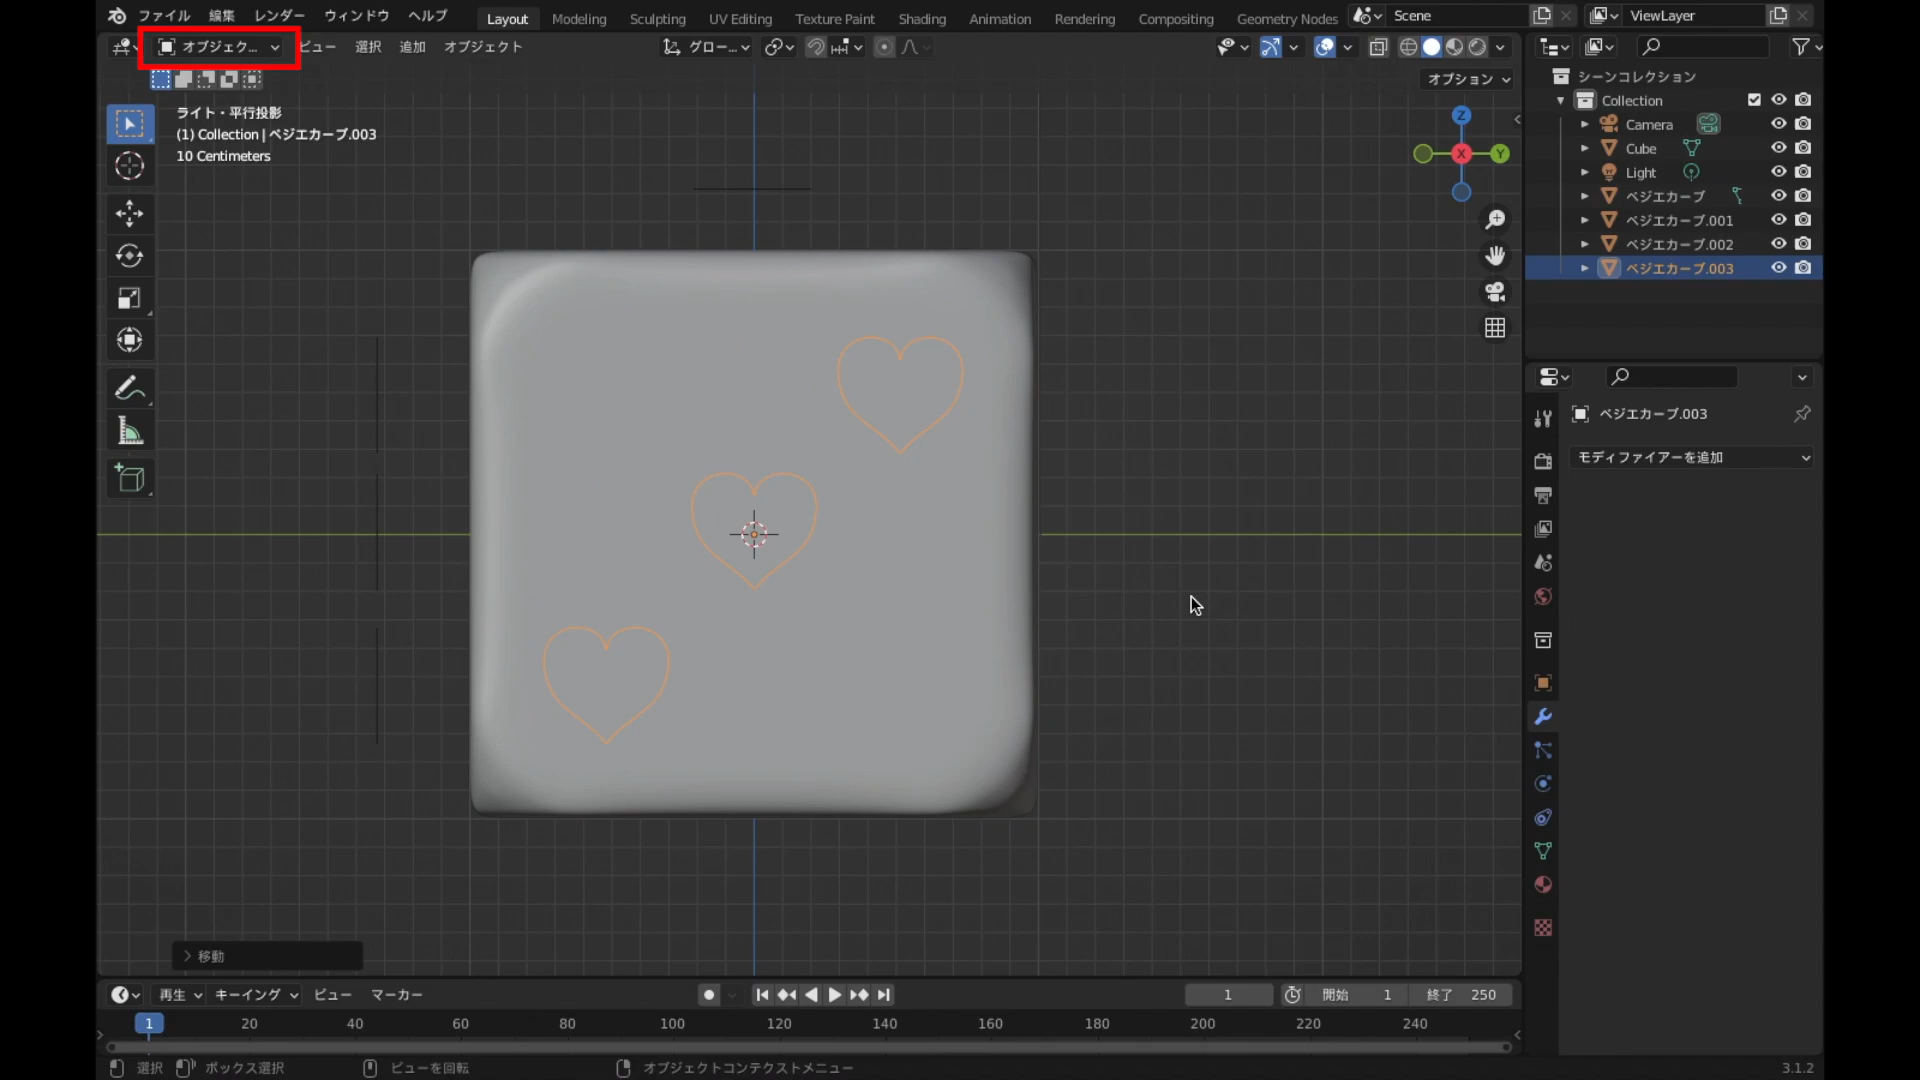 ファイル 編集 レンダー ウィンドウ ヘルプ Layout Modeling Sculpting UV Editing Texture Paint Shading Animation Rendering Compositing Geometry Nodes Scene ViewLayer
オブジェク... ビュー 選択 追加 オブジェクト グロー...
オプション
ライト・平行投影
(1) Collection | ベジエカーブ.003
10 Centimeters
Z
X
Y
シーンコレクション
Collection
Camera
Cube
Light
ベジエカーブ
ベジエカーブ.001
ベジエカーブ.002
ベジエカーブ.003
ベジエカーブ.003
モディファイアーを追加
移動
再生 キーイング ビュー マーカー 1 開始 1 終了 250
1 20 40 60 80 100 120 140 160 180 200 220 240
選択 ボックス選択 ビューを回転 オブジェクトコンテクストメニュー 3.1.2